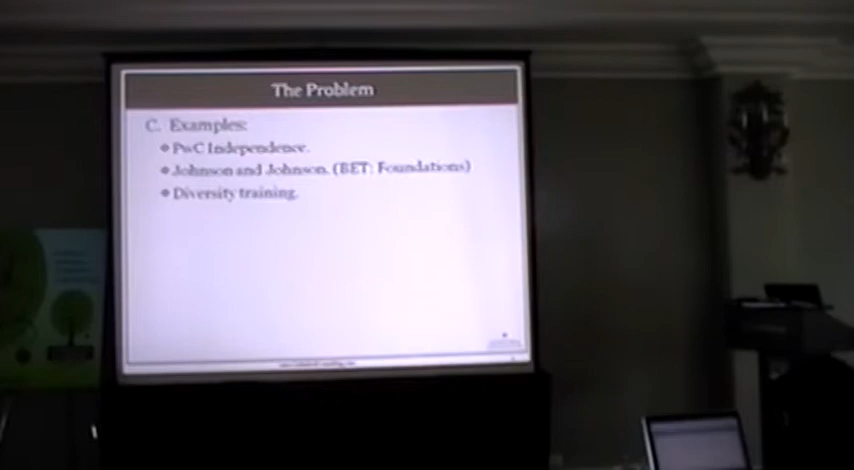 The Problem
C. Examples:
❖ PwC Independence.
❖ Johnson and Johnson. (BET: Foundations)
❖ Diversity training.